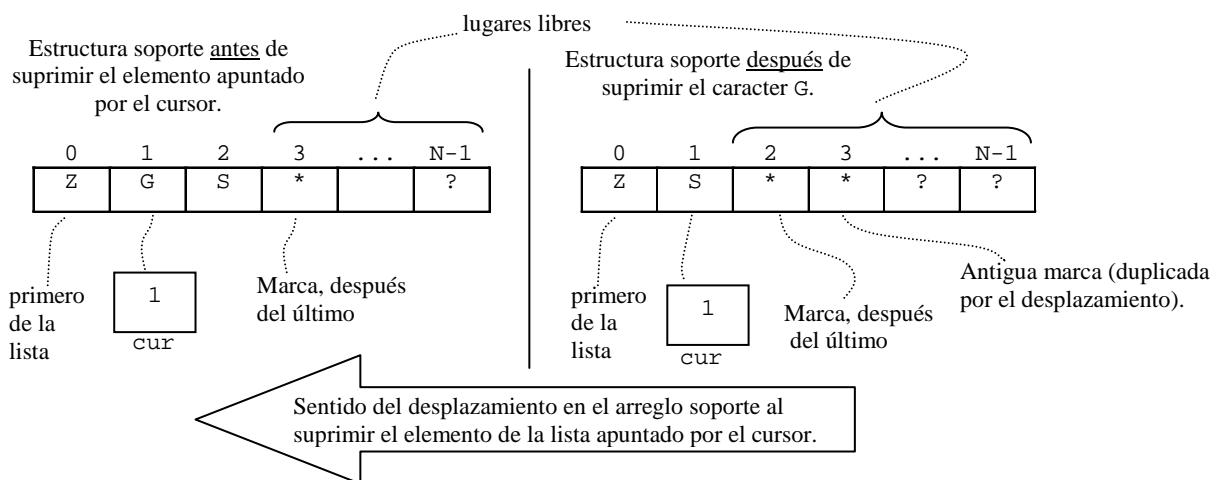 lugares libres
Estructura soporte antes de
suprimir el elemento apuntado
por el cursor.
0 1 2 3 ... N-1
Z G S * ?
primero
de la
lista
1
cur
Marca, después
del último
Estructura soporte después de
suprimir el caracter G.
0 1 2 3 ... N-1
Z S * * ? ?
primero
de la
lista
1
cur
Marca, después
del último
Antigua marca (duplicada
por el desplazamiento).
Sentido del desplazamiento en el arreglo soporte al
suprimir el elemento de la lista apuntado por el cursor.